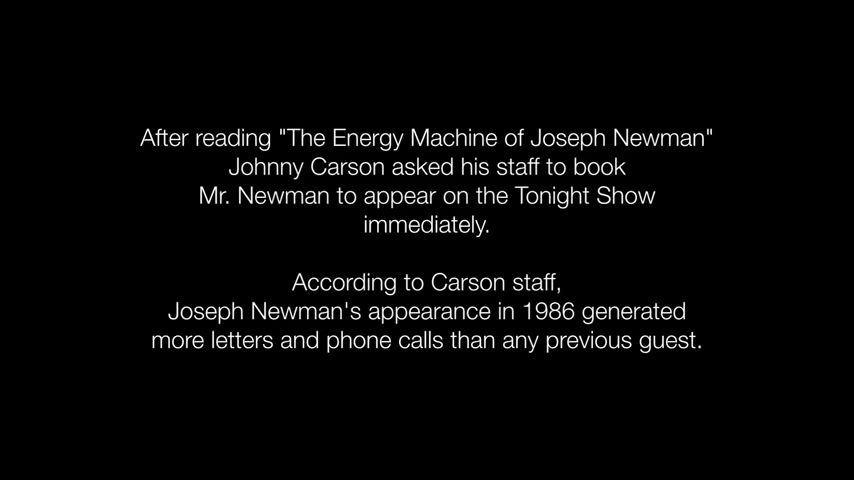 After reading "The Energy Machine of Joseph Newman"
Johnny Carson asked his staff to book
Mr. Newman to appear on the Tonight Show
immediately.
According to Carson staff,
Joseph Newman's appearance in 1986 generated
more letters and phone calls than any previous guest.